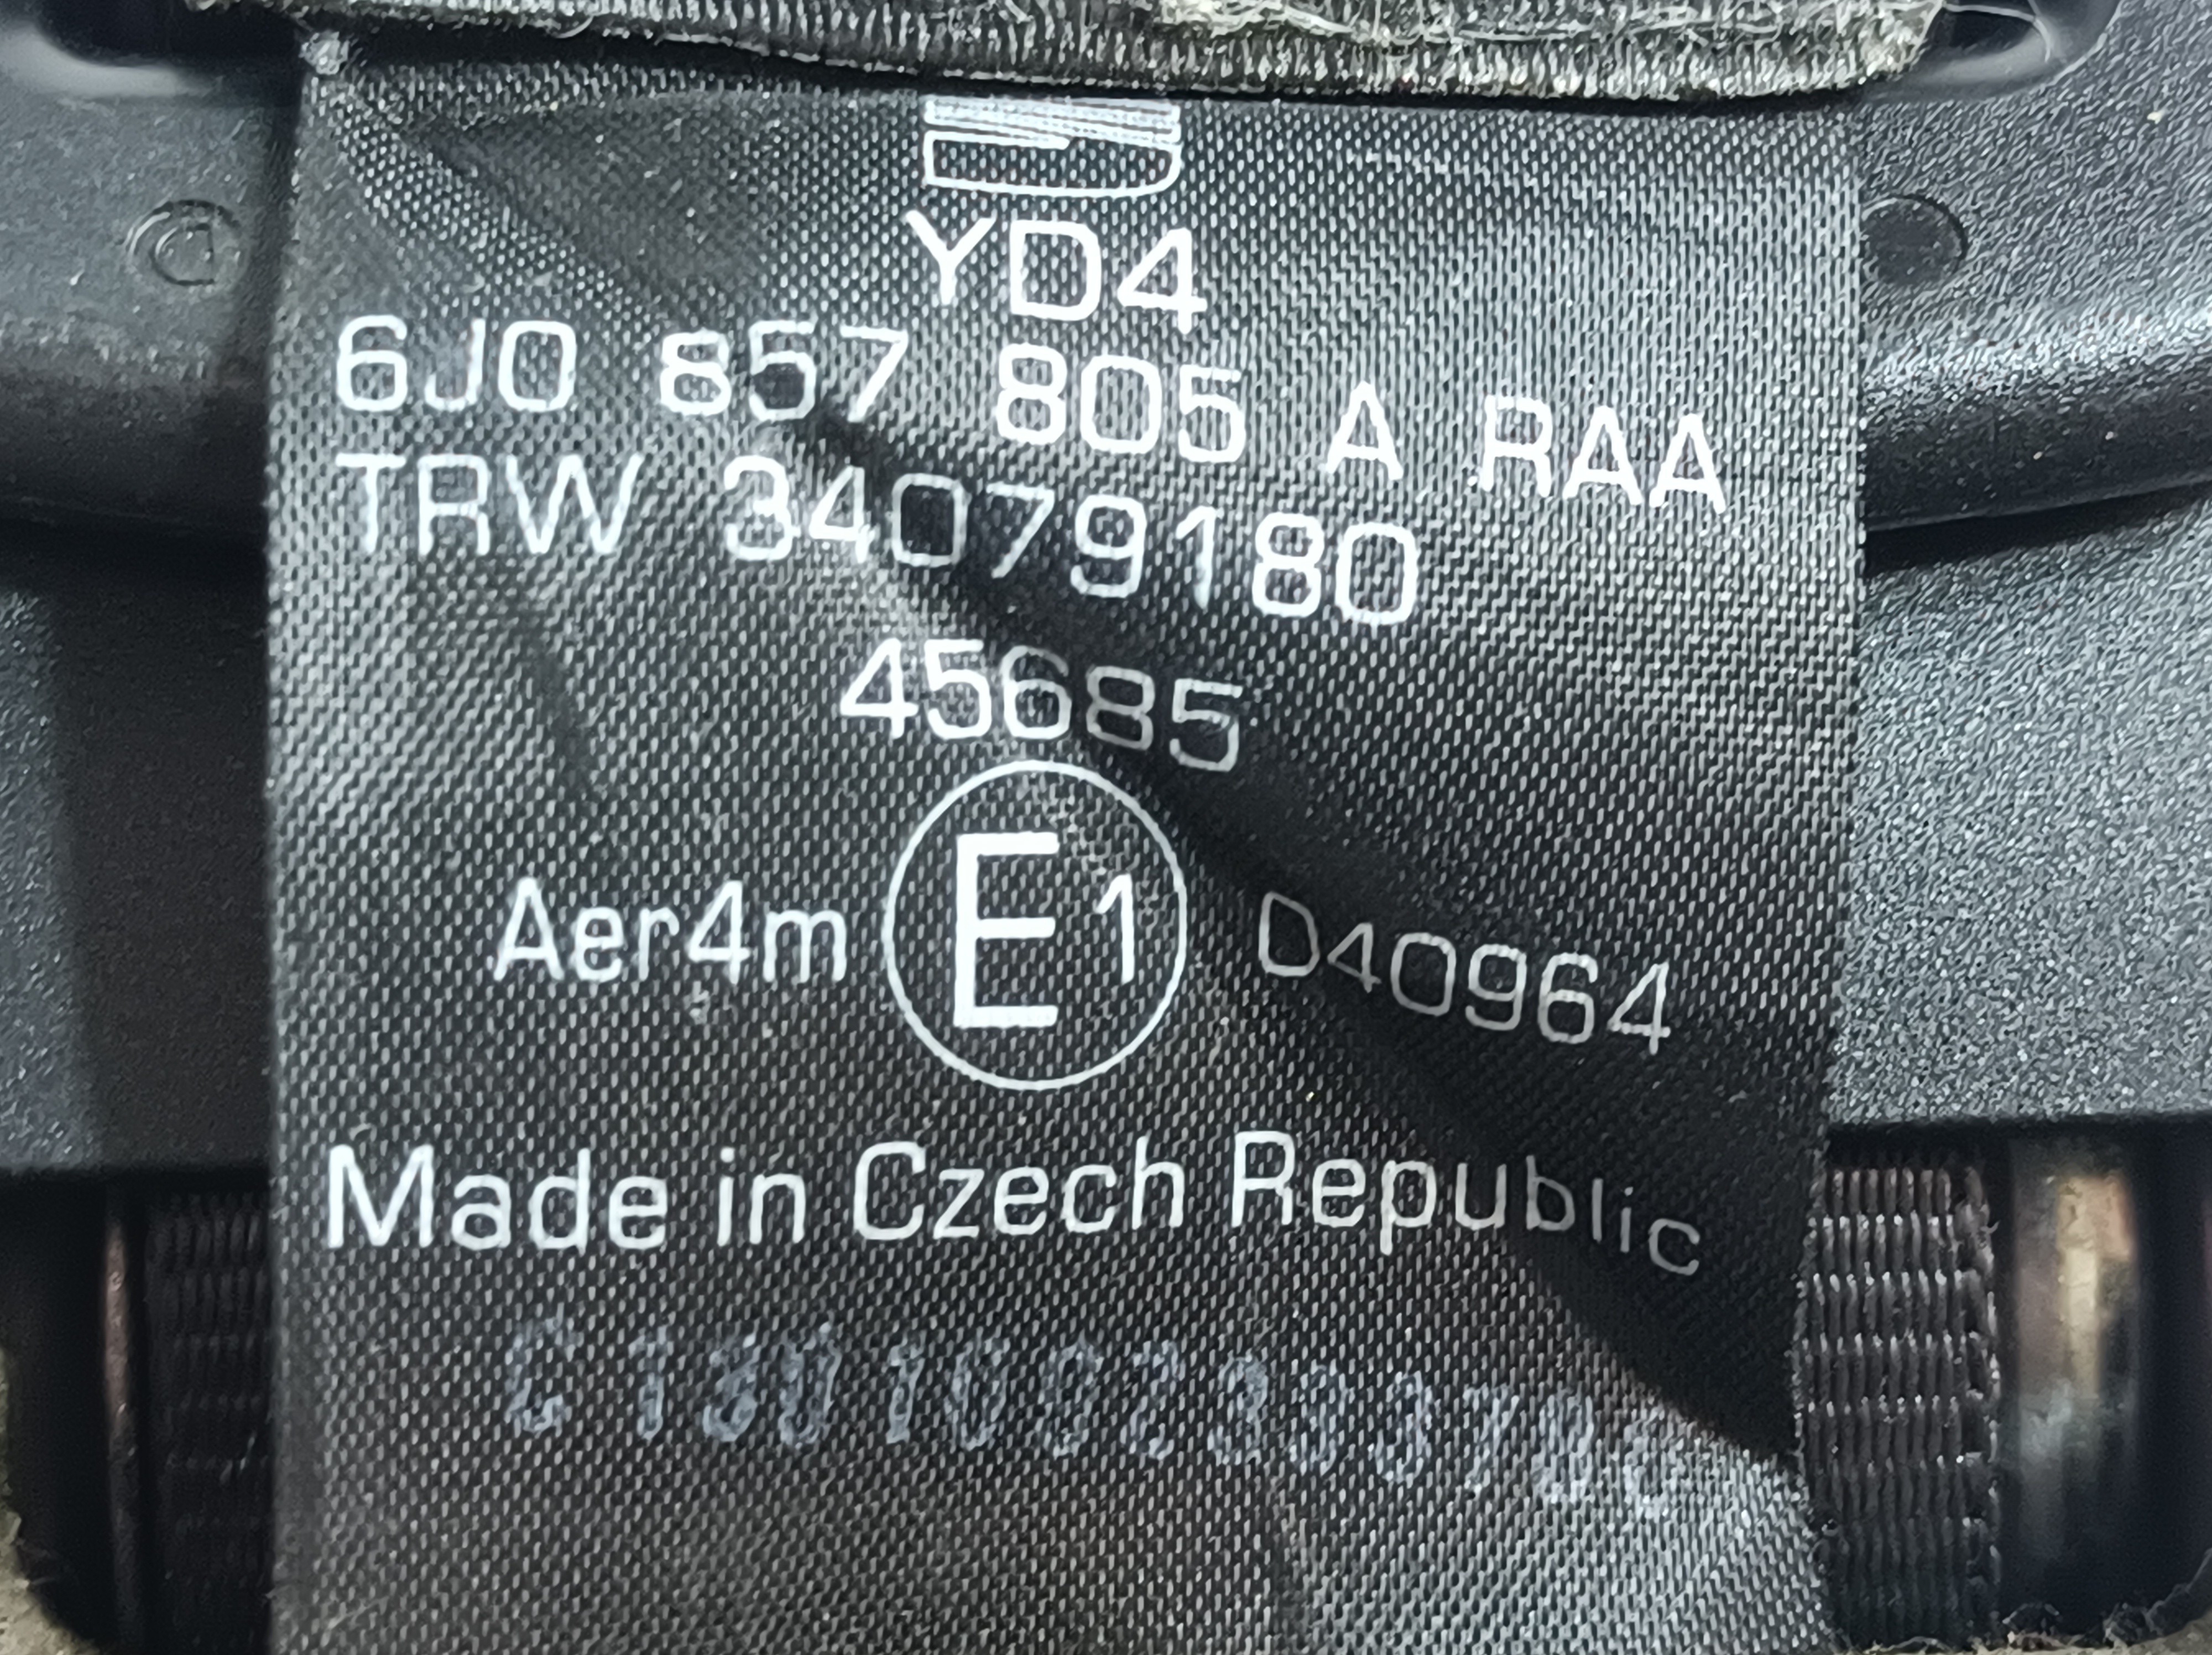 YD4
6J0 857 805 A RAA
TRW 34079180
45685
Aer4m E1 040964
Made in Czech Republic